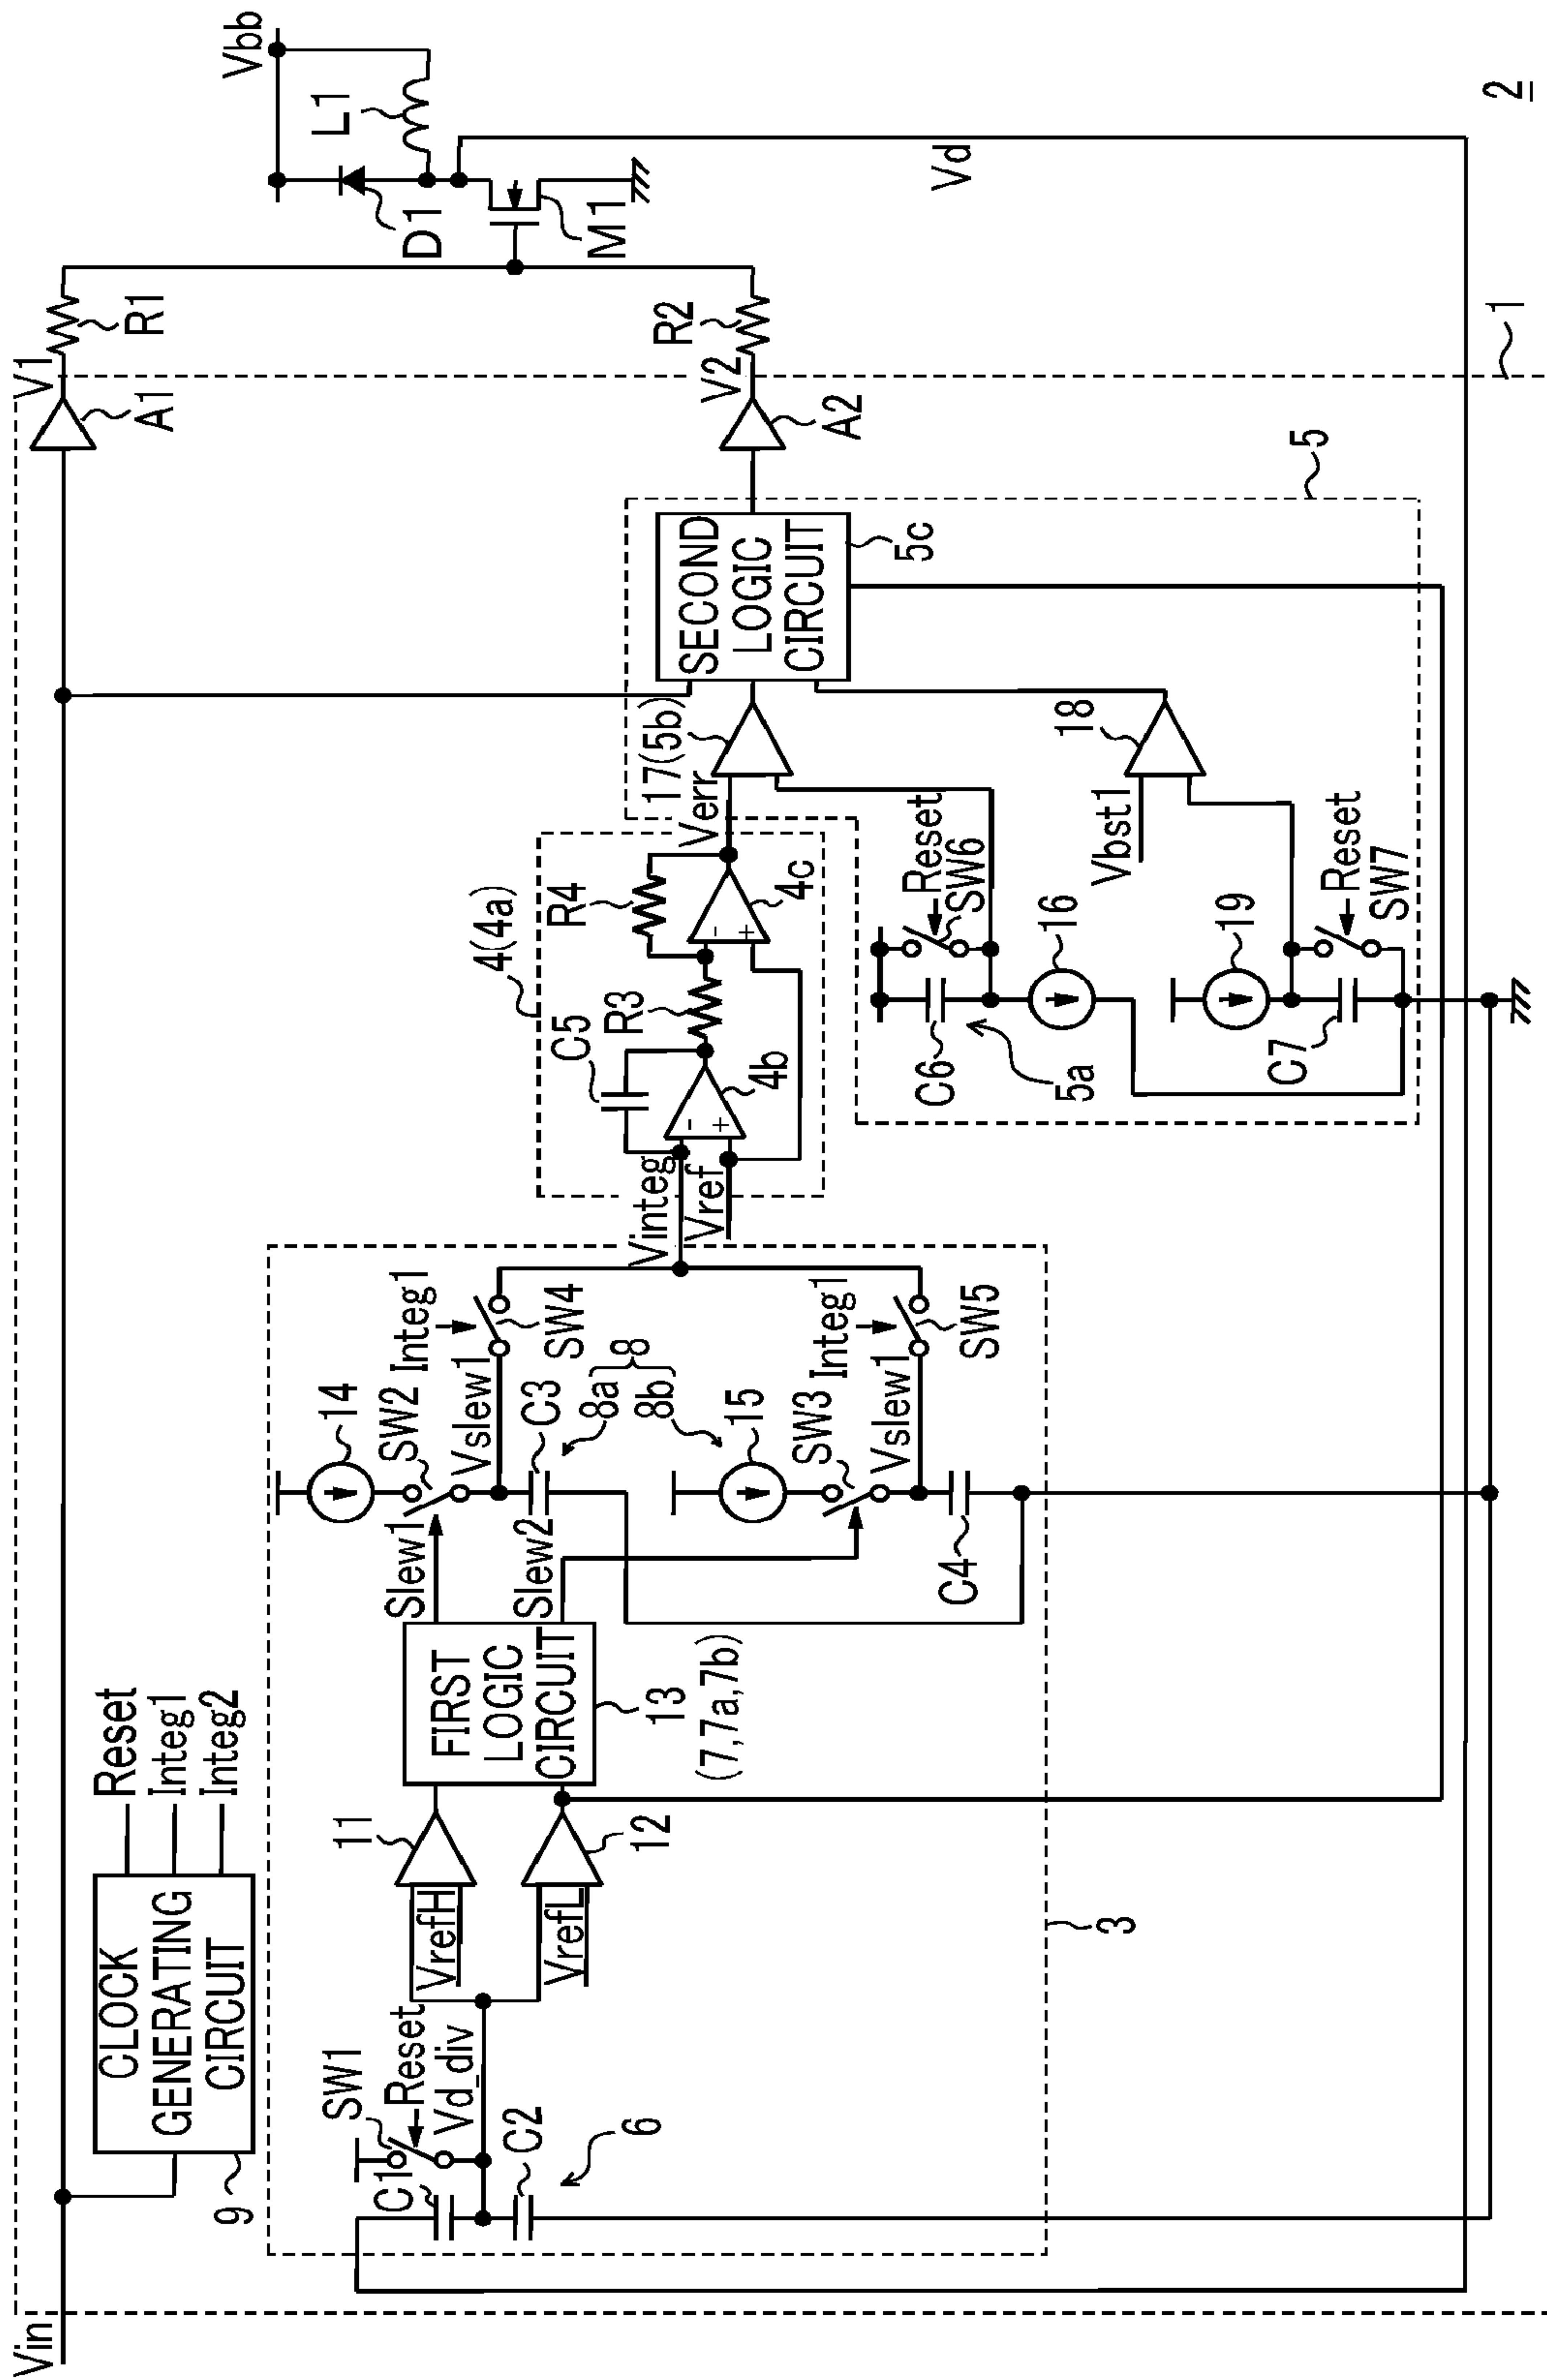 Vin
V1
A1
R1
Vbb
L1
D1
M1
Vd
2
CLOCK
GENERATING
CIRCUIT
9
Reset
Integ1
Integ2
R2
V2
A2
1
SW1
Reset
Vd_div
C1
C2
6
VrefH
VrefL
11
12
FIRST
LOGIC
CIRCUIT
13
(7,7a,7b)
Slew1
Slew2
14
SW2
Vslew1
C3
Integ1
SW4
8a
8b
8
15
SW3
Vslew1
C4
Integ1
SW5
3
Vinteg
Vref
4(4a)
C5
-
+
4b
R3
R4
-
+
4c
Verr
17(5b)
SECOND
LOGIC
CIRCUIT
5c
5
Reset
SW6
C6
5a
16
Vbst1
18
19
C7
Reset
SW7